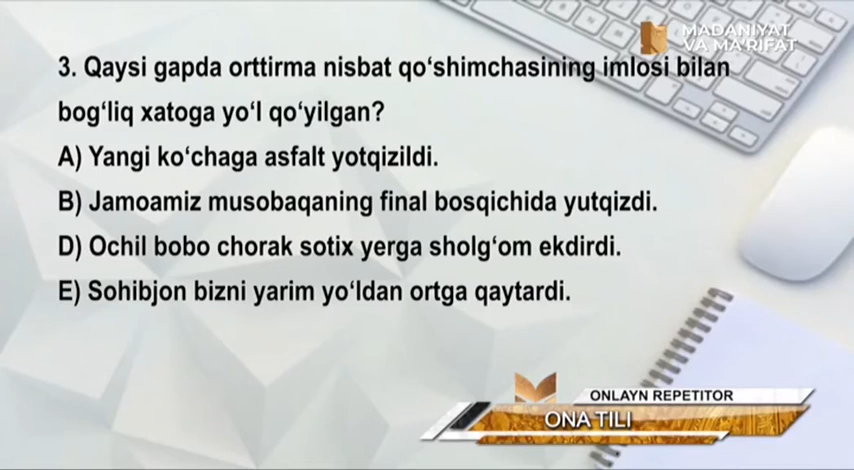 MADANIYAT
VA MA'RIFAT
3. Qaysi gapda orttirma nisbat qo‘shimchasining imlosi bilan
bog‘liq xatoga yo‘l qo‘yilgan?
A) Yangi ko‘chaga asfalt yotqizildi.
B) Jamoamiz musobaqaning final bosqichida yutqizdi.
D) Ochil bobo chorak sotix yerga sholg‘om ekdirdi.
E) Sohibjon bizni yarim yo‘ldan ortga qaytardi.
ONLAYN REPETITOR
ONA TILI